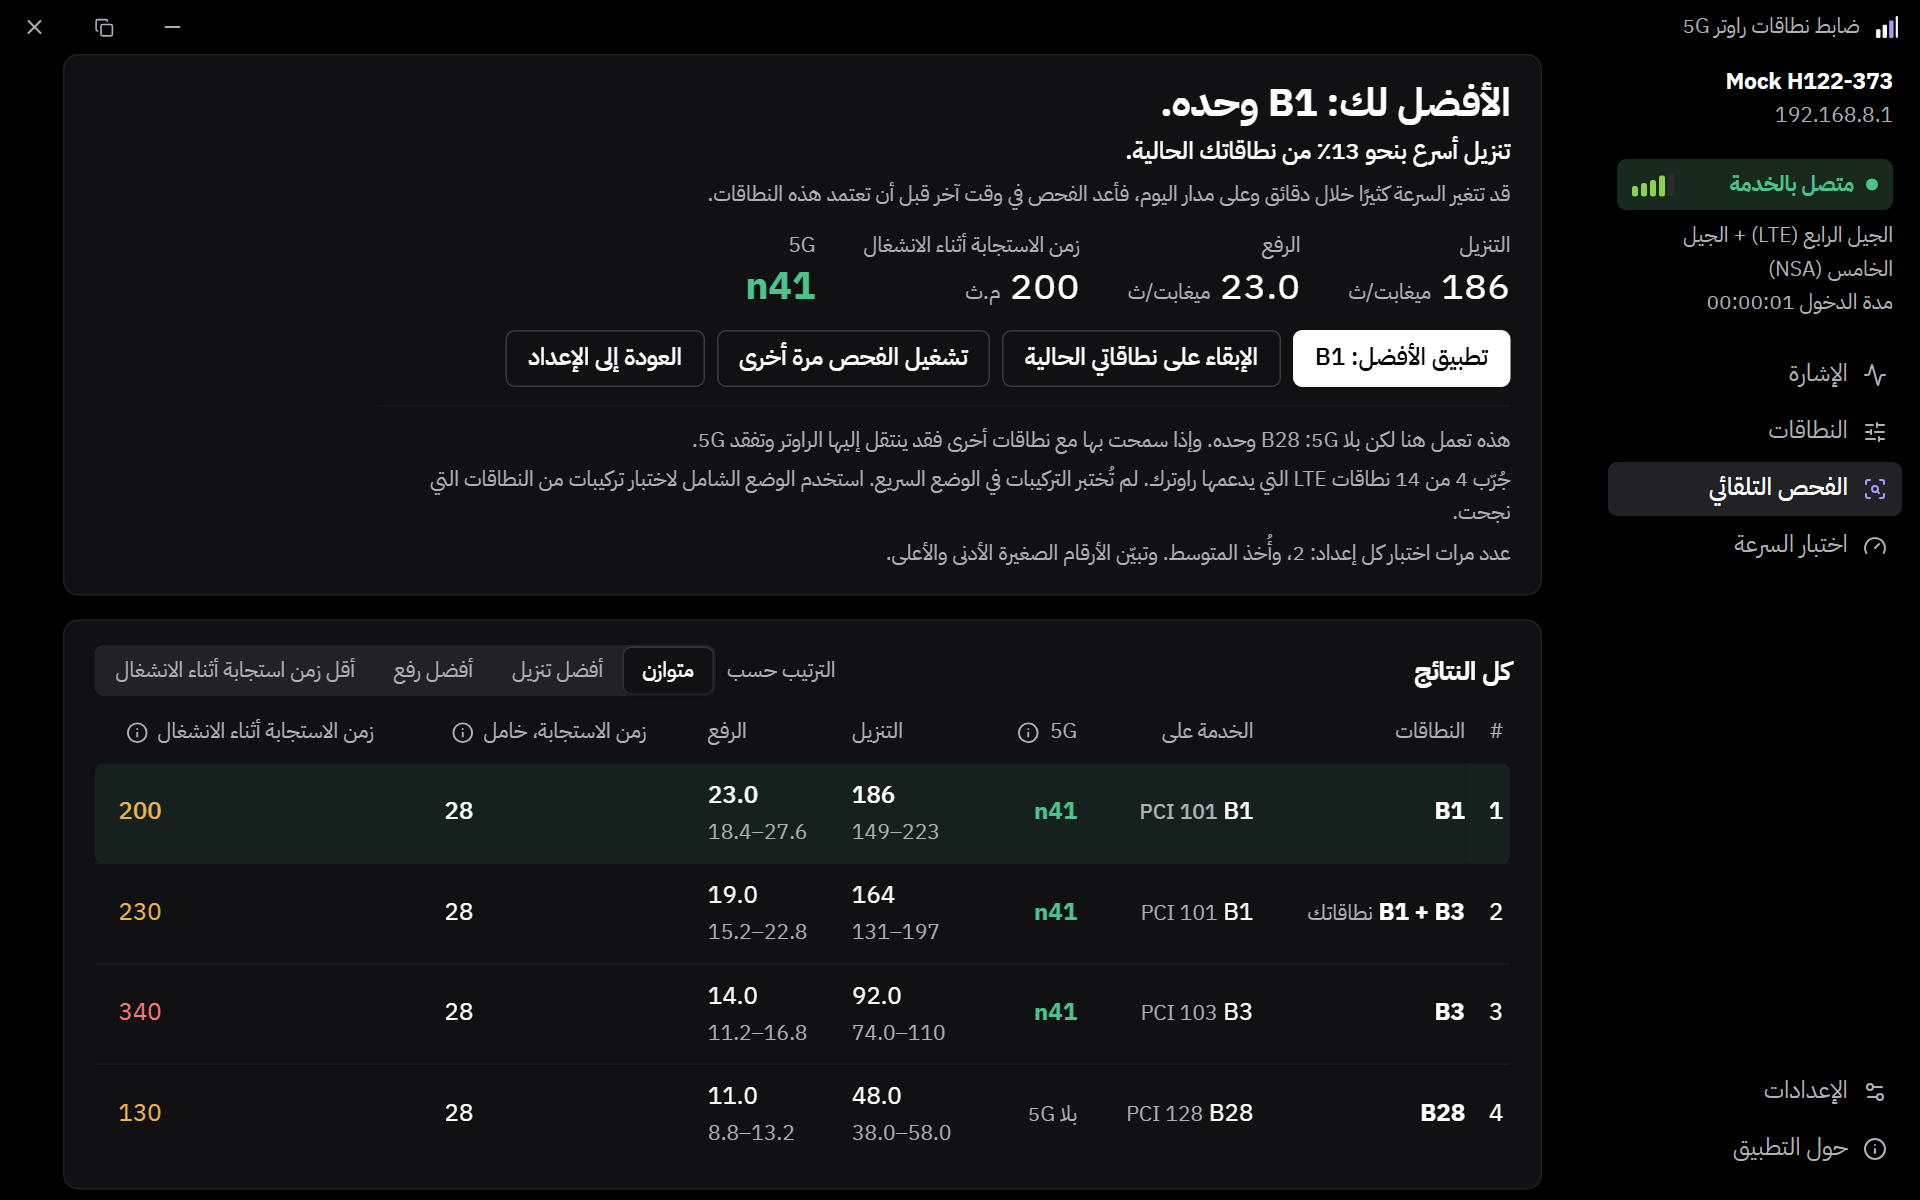 ضابط نطاقات راوتر 5G
Mock H122-373
192.168.8.1
متصل بالخدمة
الجيل الرابع (LTE) + الجيل
الخامس (NSA)
مدة الدخول 00:00:01
الإشارة
النطاقات
الفحص التلقائي
اختبار السرعة
الإعدادات
حول التطبيق
الأفضل لك: B1 وحده.
تنزيل أسرع بنحو 13٪ من نطاقاتك الحالية.
قد تتغير السرعة كثيرًا خلال دقائق وعلى مدار اليوم، فأعد الفحص في وقت آخر قبل أن تعتمد هذه النطاقات.
التنزيل الرفع زمن الاستجابة أثناء الانشغال 5G
186 ميغابت/ث 23.0 ميغابت/ث 200 م.ث n41
تطبيق الأفضل: B1 الإبقاء على نطاقاتي الحالية تشغيل الفحص مرة أخرى العودة إلى الإعداد
هذه تعمل هنا لكن بلا 5G: B28 وحده. وإذا سمحت بها مع نطاقات أخرى فقد ينتقل إليها الراوتر وتفقد 5G.
جُرّب 4 من 14 نطاقات LTE التي يدعمها راوترك. لم تُختبر التركيبات في الوضع السريع. استخدم الوضع الشامل لاختبار تركيبات من النطاقات التي
نجحت.
عدد مرات اختبار كل إعداد: 2، وأُخذ المتوسط. وتبيّن الأرقام الصغيرة الأدنى والأعلى.
كل النتائج الترتيب حسب متوازن أفضل تنزيل أفضل رفع أقل زمن استجابة أثناء الانشغال
# النطاقات الخدمة على 5G التنزيل الرفع زمن الاستجابة، خامل زمن الاستجابة أثناء الانشغال
1 B1 B1 PCI 101 n41 186 23.0 28 200
149–223 18.4–27.6
2 B1 + B3 نطاقاتك B1 PCI 101 n41 164 19.0 28 230
131–197 15.2–22.8
3 B3 B3 PCI 103 n41 92.0 14.0 28 340
74.0–110 11.2–16.8
4 B28 B28 PCI 128 بلا 5G 48.0 11.0 28 130
38.0–58.0 8.8–13.2